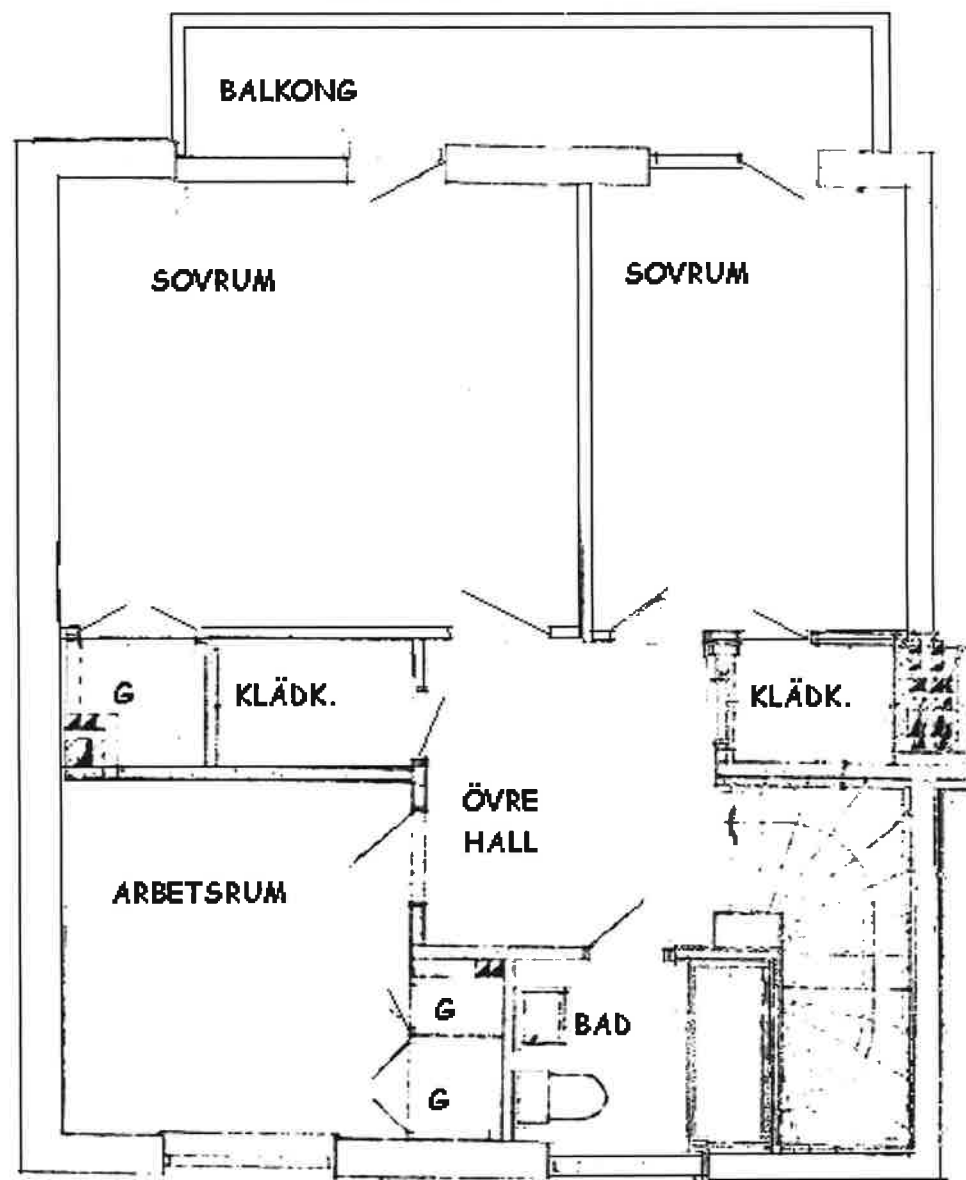 BALKONG
SOVRUM
SOVRUM
G
KLÄDK.
KLÄDK.
ÖVRE
HALL
ARBETSRUM
G
BAD
G